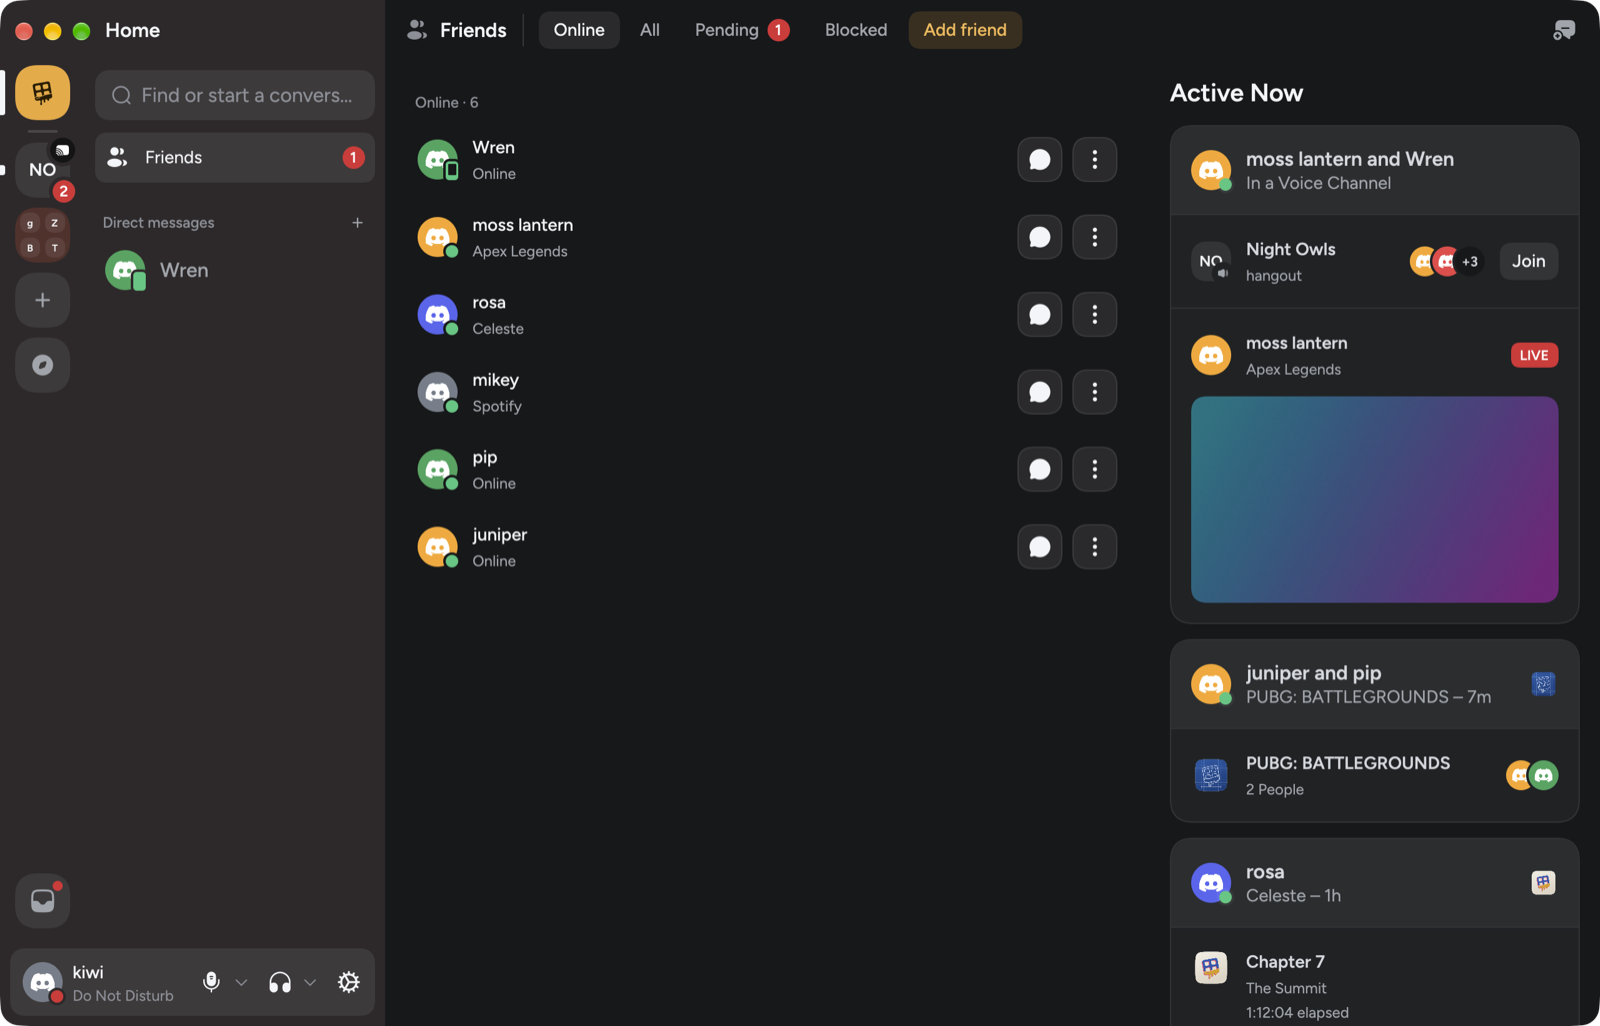 Home
Find or start a convers...
NO
2
g Z
B T
Friends
1
Direct messages
+
Wren
kiwi
Do Not Disturb
Friends
Online
All
Pending 1
Blocked
Add friend
Online · 6
Wren
Online
moss lantern
Apex Legends
rosa
Celeste
mikey
Spotify
pip
Online
juniper
Online
Active Now
moss lantern and Wren
In a Voice Channel
NO
Night Owls
hangout
+3
Join
moss lantern
Apex Legends
LIVE
juniper and pip
PUBG: BATTLEGROUNDS – 7m
PUBG: BATTLEGROUNDS
2 People
rosa
Celeste – 1h
Chapter 7
The Summit
1:12:04 elapsed